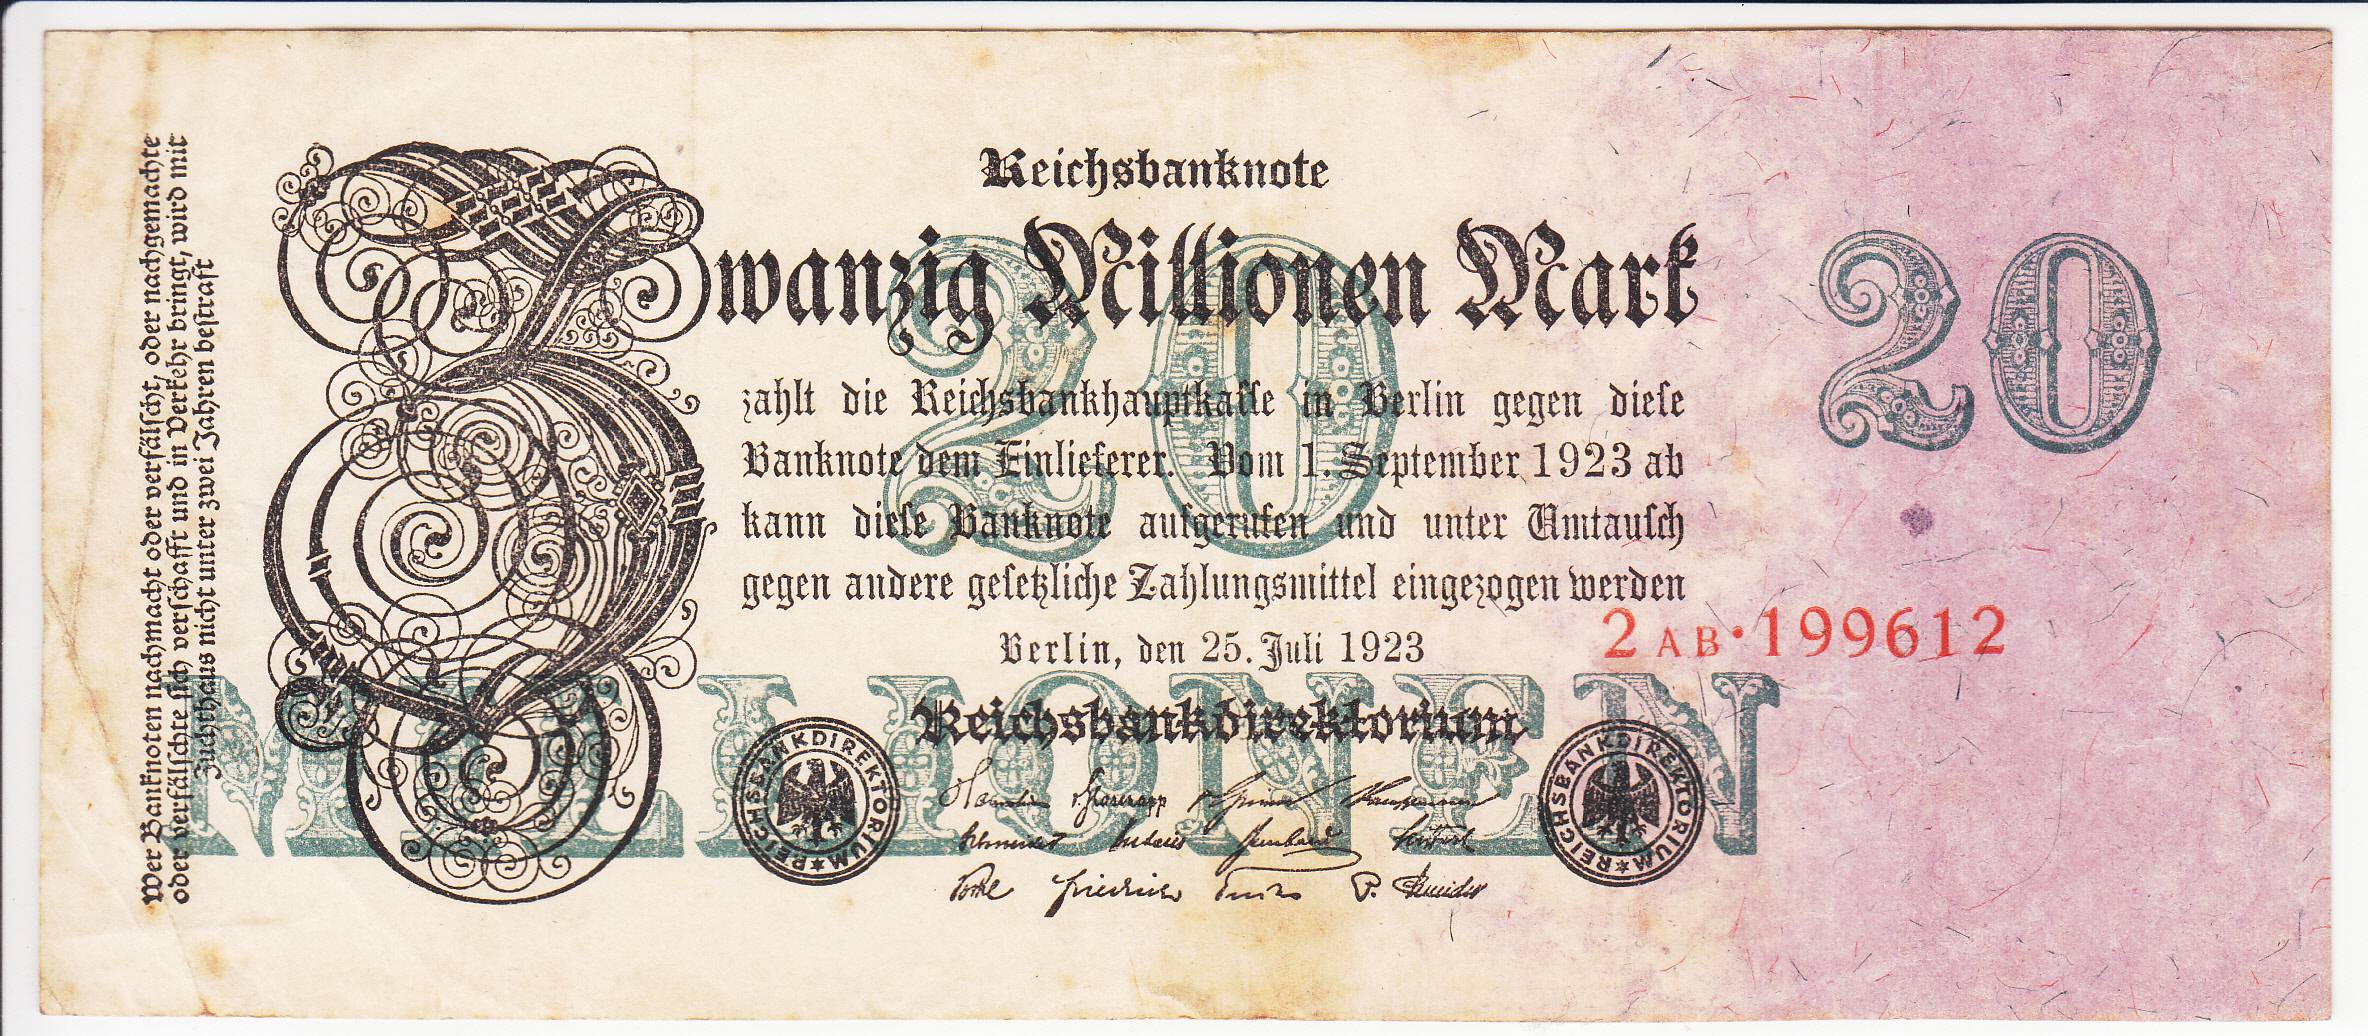 Wer Banknoten nachmacht oder verfälscht, oder nachgemachte
oder verfälschte sich verschafft und in Verkehr bringt, wird mit
Zuchthaus nicht unter zwei Jahren bestraft
Reichsbanknote
Zwanzig Millionen Mark
20
20
zahlt die Reichsbankhauptkasse in Berlin gegen diese
Banknote dem Einlieferer. Vom 1. September 1923 ab
kann diese Banknote aufgerufen und unter Umtausch
gegen andere gesetzliche Zahlungsmittel eingezogen werden
2 AB·199612
Berlin, den 25. Juli 1923
MILLIONEN
Reichsbankdirektorium
REICHSBANKDIREKTORIUM
REICHSBANKDIREKTORIUM